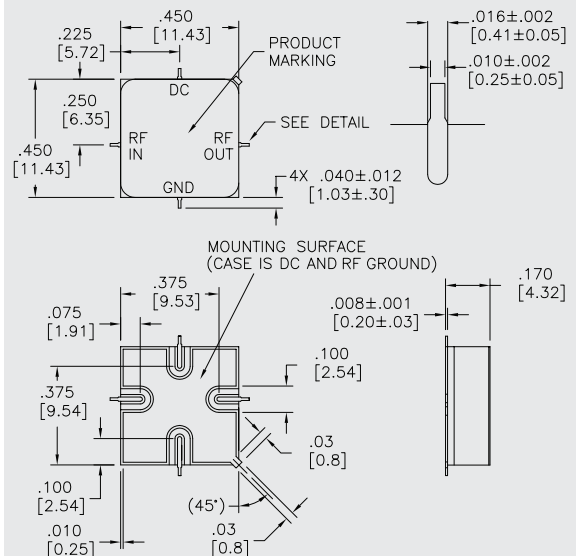 .450
[11.43]
.225
[5.72]
PRODUCT
MARKING
.016±.002
[0.41±0.05]
.010±.002
[0.25±0.05]
DC
.250
[6.35]
.450
[11.43]
RF
IN
RF
OUT
SEE DETAIL
GND
4X .040±.012
[1.03±.30]
MOUNTING SURFACE
(CASE IS DC AND RF GROUND)
.375
[9.53]
.075
[1.91]
.170
[4.32]
.008±.001
[0.20±.03]
.100
[2.54]
.375
[9.54]
.03
[0.8]
.100
[2.54]
(45°)
.010
[0.25]
.03
[0.8]